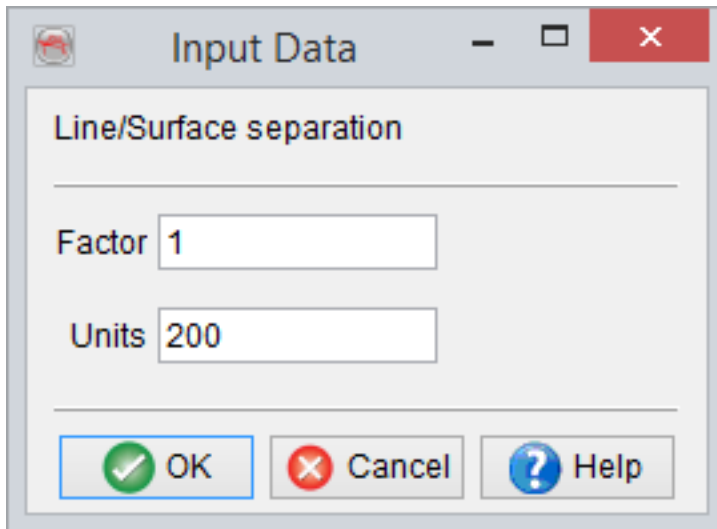 Input Data
Line/Surface separation
Factor 1
Units 200
OK Cancel Help